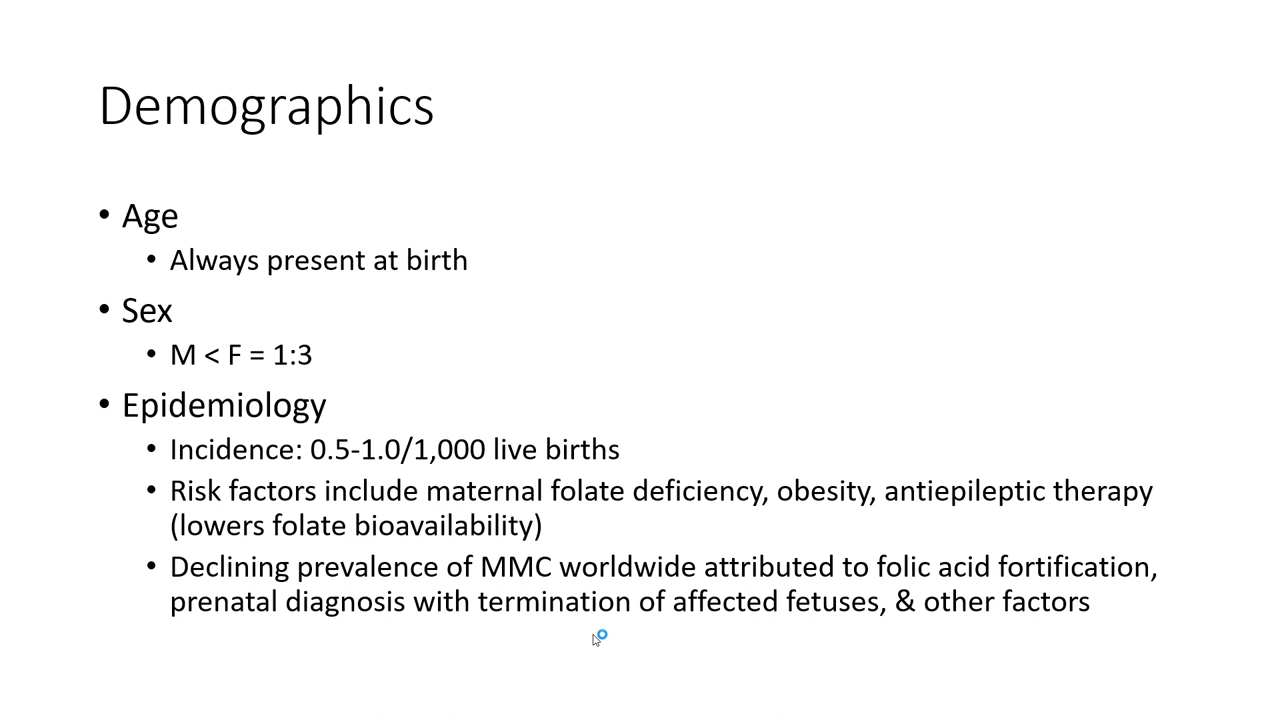 Demographics
• Age
• Always present at birth
• Sex
• M < F = 1:3
• Epidemiology
• Incidence: 0.5-1.0/1,000 live births
• Risk factors include maternal folate deficiency, obesity, antiepileptic therapy
(lowers folate bioavailability)
• Declining prevalence of MMC worldwide attributed to folic acid fortification,
prenatal diagnosis with termination of affected fetuses, & other factors